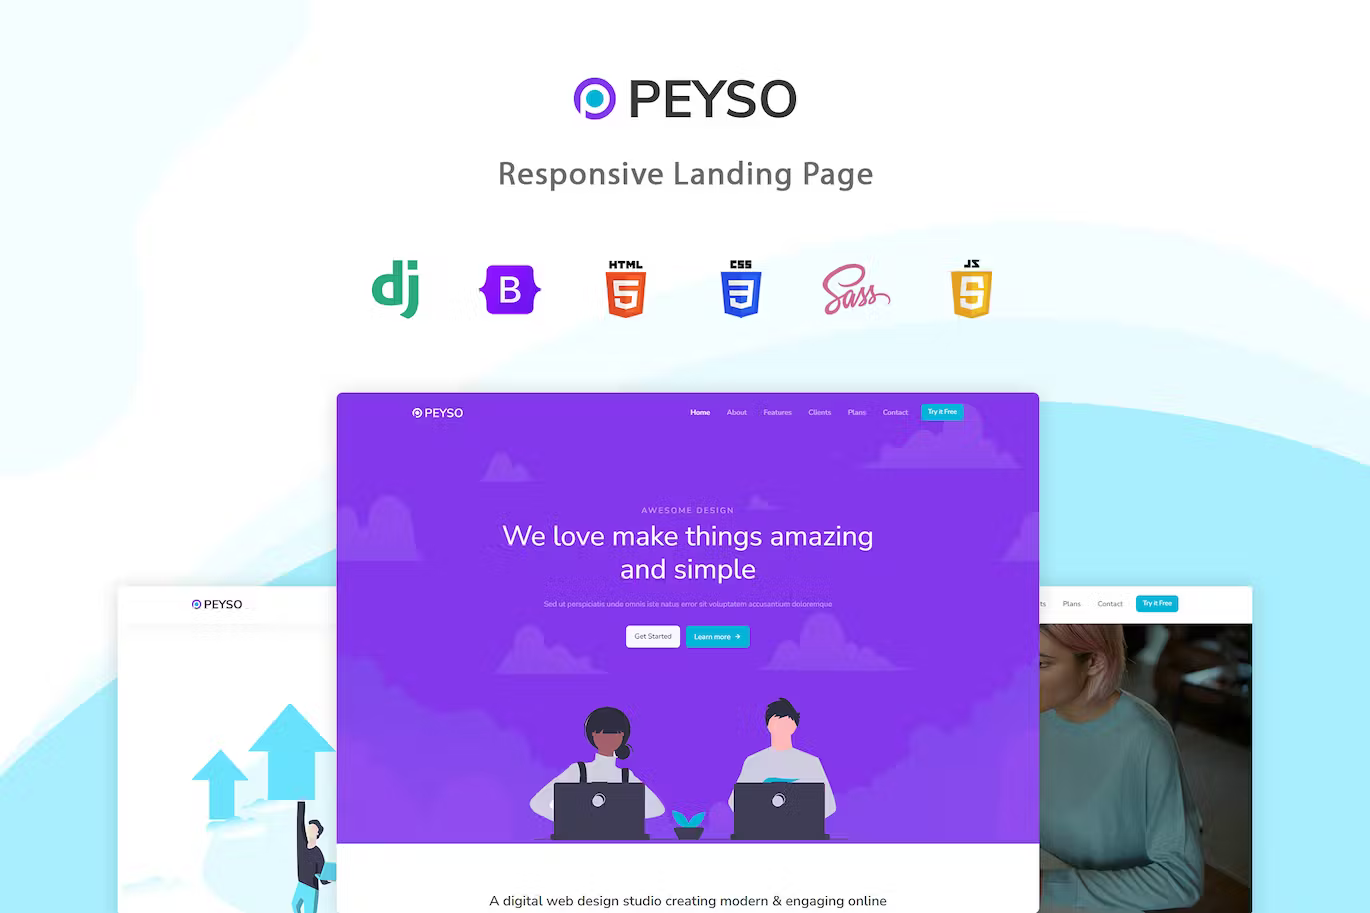 PEYSO
Responsive Landing Page
dj
B
HTML
5
CSS
3
Sass
JS
5
PEYSO
Home About Features Clients Plans Contact Try it Free
AWESOME DESIGN
We love make things amazing
and simple
Sed ut perspiciatis unde omnis iste natus error sit voluptatem accusantium doloremque
Get Started Learn more →
A digital web design studio creating modern & engaging online
PEYSO
ts Plans Contact Try it Free